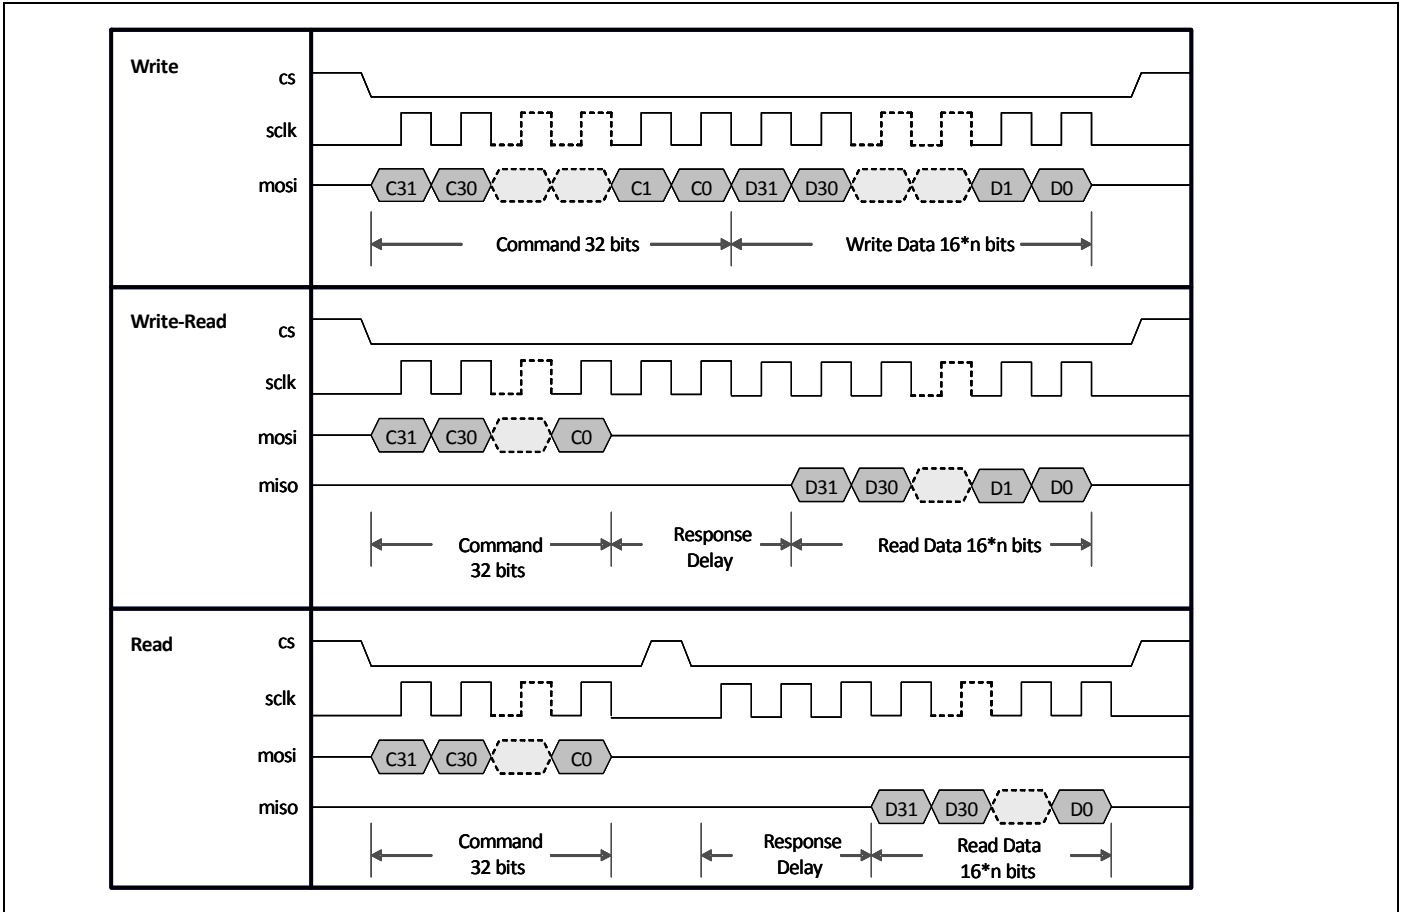 Write
cs
sclk
mosi
C31 C30 C1 C0 D31 D30 D1 D0
Command 32 bits
Write Data 16*n bits
Write-Read
cs
sclk
mosi
C31 C30 C0
miso
D31 D30 D1 D0
Command
32 bits
Response
Delay
Read Data 16*n bits
Read
cs
sclk
mosi
C31 C30 C0
miso
D31 D30 D0
Command
32 bits
Response
Delay
Read Data
16*n bits